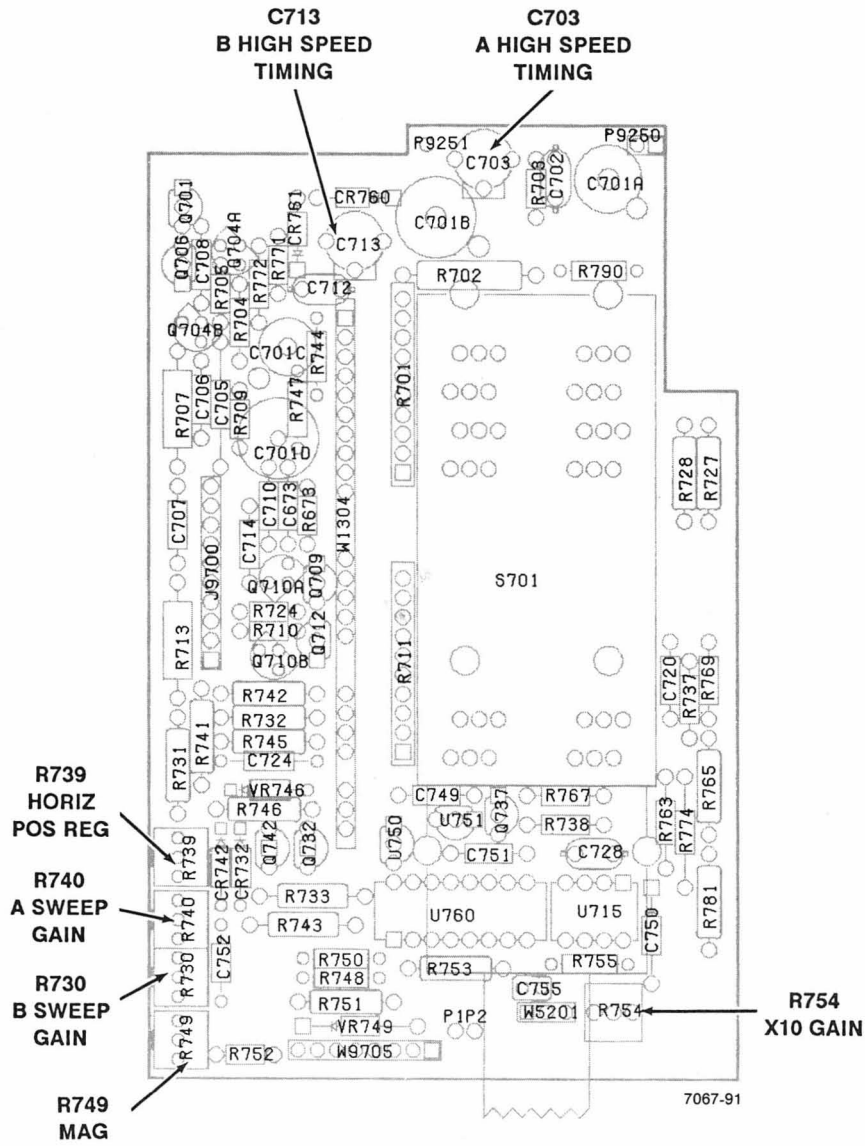 C713
B HIGH SPEED
TIMING
C703
A HIGH SPEED
TIMING
P9251
P9250
C703
R703
C702
C701A
Q701
CR760
CR761
C701B
C713
Q706
C708
R705
Q704A
R772
R771
R702
R790
C712
R704
Q704B
C701C
R744
R701
R707
C706
C705
R709
R747
C701D
R728
R727
C707
J9700
C710
C673
R673
W1304
C714
Q710A
Q709
S701
R724
R710
Q712
R713
Q710B
R711
C720
R737
R769
R742
R732
R745
C724
R731
R741
R739
HORIZ
POS REG
VR746
R746
C749
R767
U751
Q737
R738
R763
R774
R765
R739
CR742
CR732
Q742
Q732
U750
C751
C728
R740
A SWEEP
GAIN
R740
R733
R743
U760
U715
C750
R781
R730
B SWEEP
GAIN
R730
C752
R750
R748
R753
R755
R751
C755
R749
VR749
P1P2
W5201
R754
R754
X10 GAIN
R752
W9705
R749
MAG
7067-91